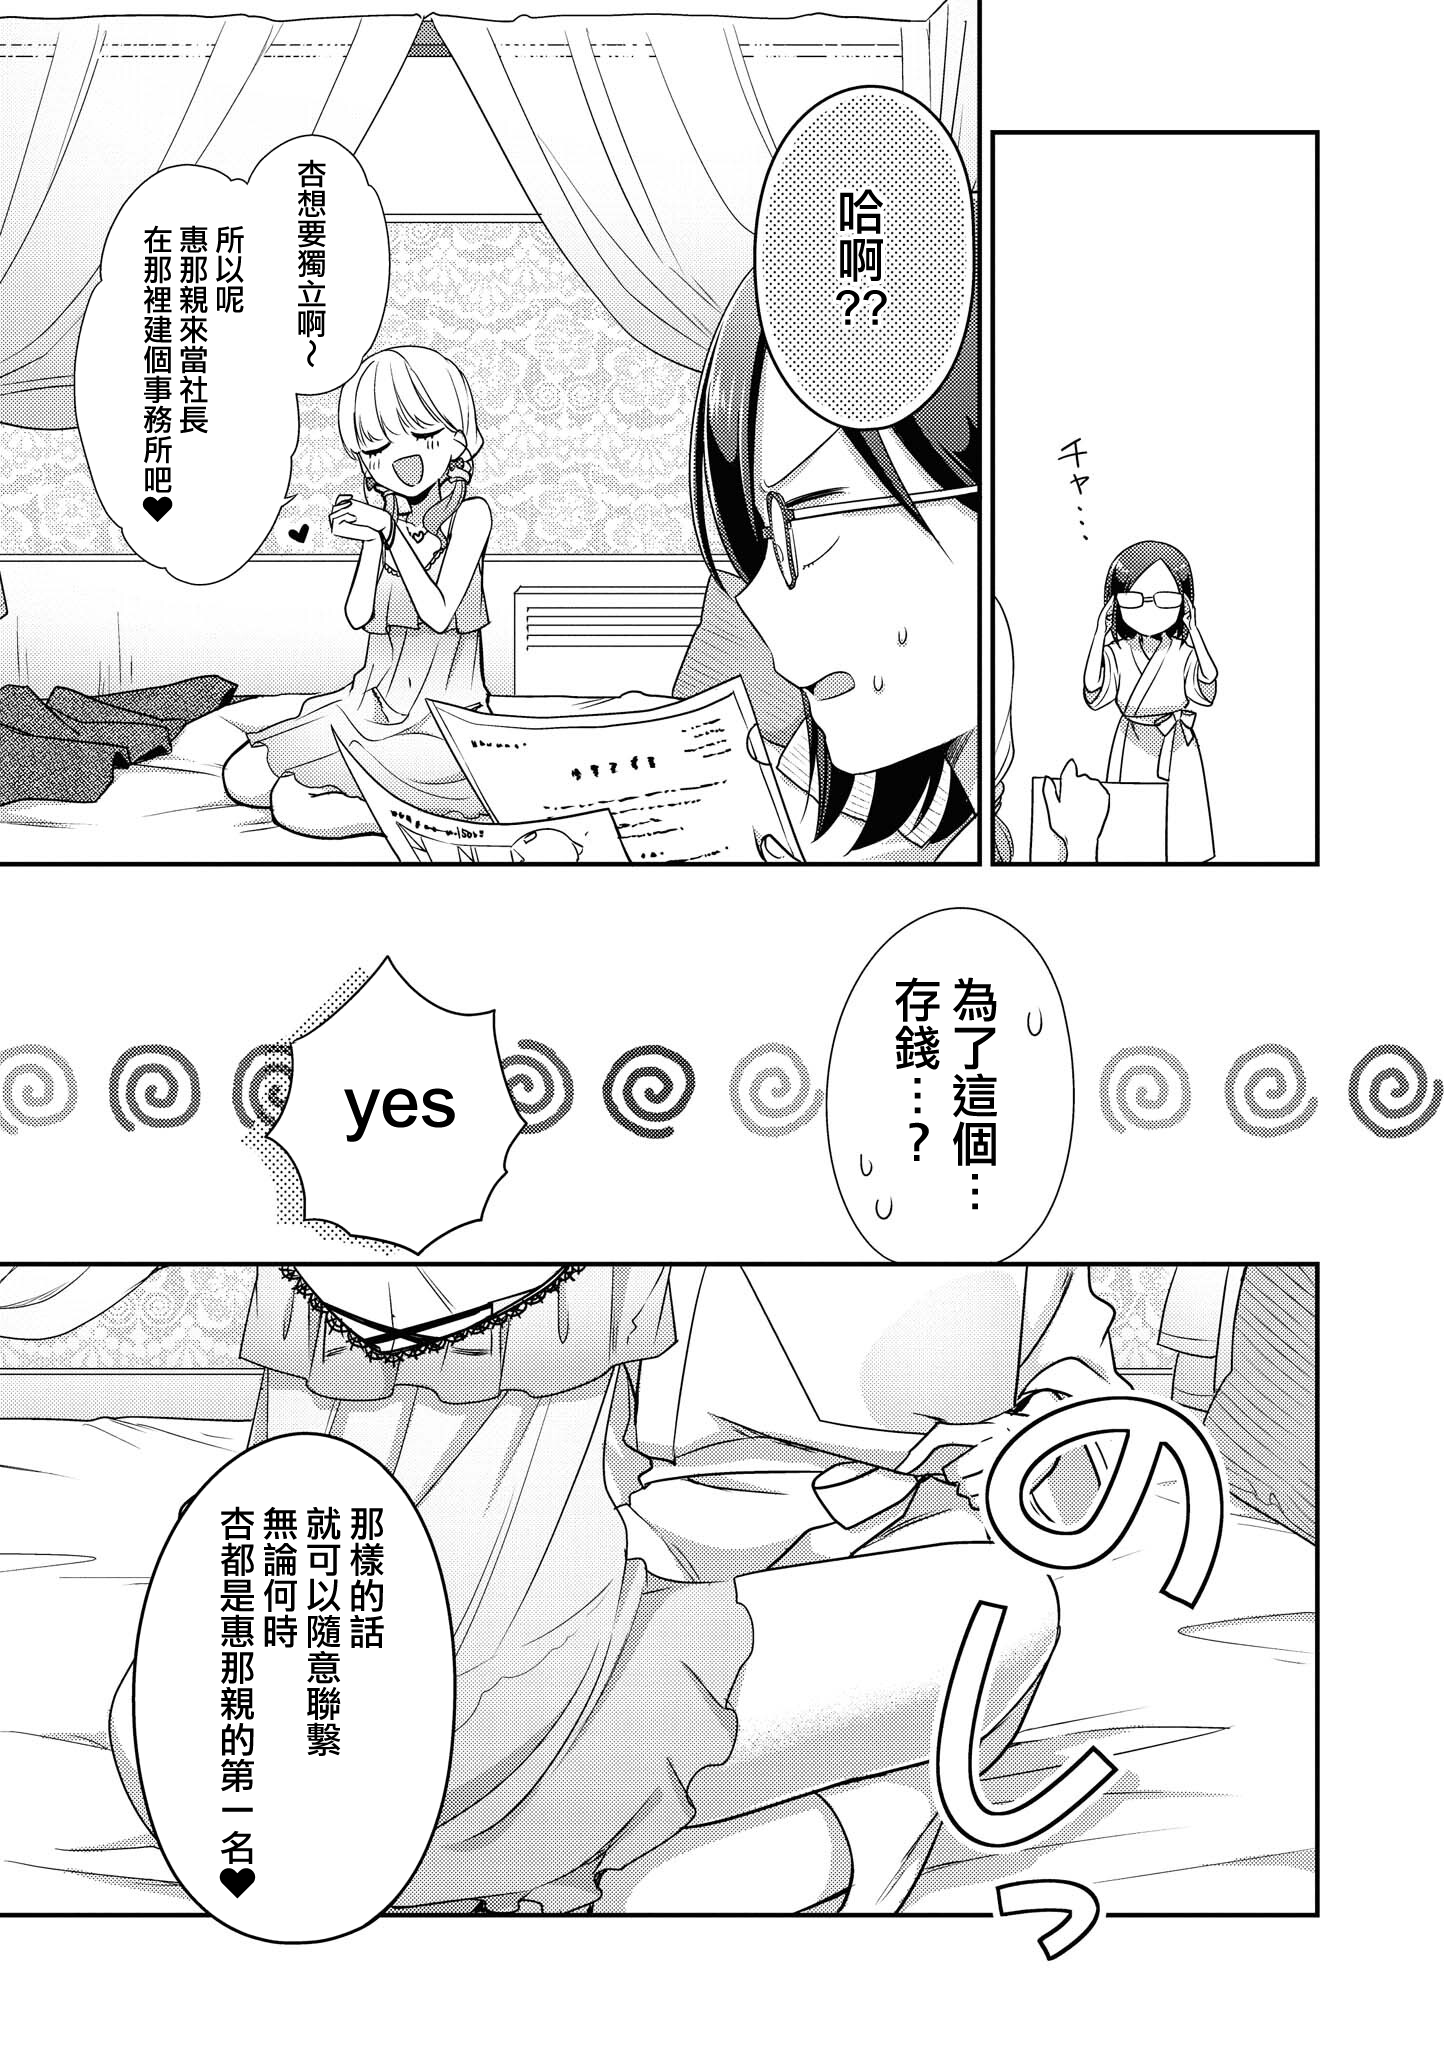 チャ…
哈啊
??
杏想要獨立啊～
所以呢
惠那親來當社長
在那裡建個事務所吧♥
150
為了這個…
存錢…?
yes
のしっ
那樣的話
就可以隨意聯繫
無論何時
杏都是惠那親的第一名♥